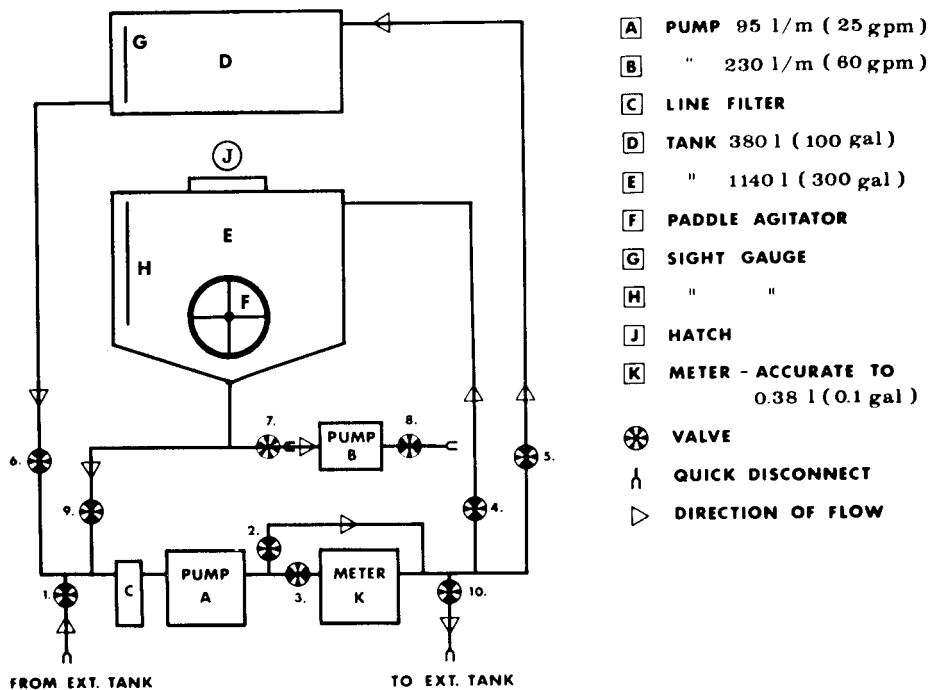 G
D
J
E
H
F
6.
7.
8.
PUMP
B
5.
9.
2.
4.
1.
C
PUMP
A
3.
METER
K
10.
FROM EXT. TANK
TO EXT. TANK
A PUMP 95 l/m (25 gpm)
B " 230 l/m (60 gpm)
C LINE FILTER
D TANK 380 l (100 gal)
E " 1140 l (300 gal)
F PADDLE AGITATOR
G SIGHT GAUGE
H " "
J HATCH
K METER - ACCURATE TO
0.38 l (0.1 gal)
VALVE
QUICK DISCONNECT
DIRECTION OF FLOW